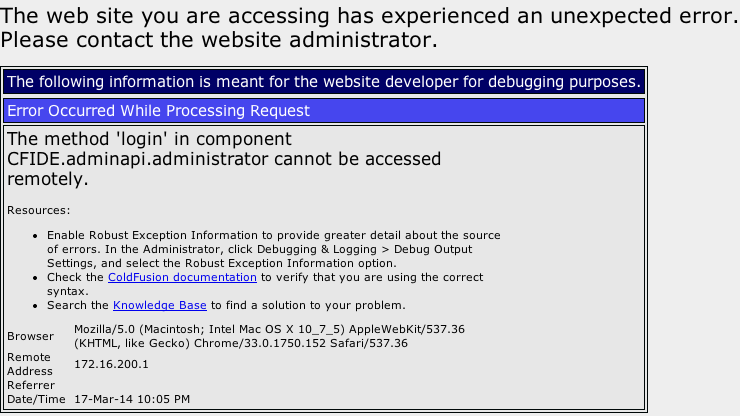 The web site you are accessing has experienced an unexpected error.
Please contact the website administrator.
The following information is meant for the website developer for debugging purposes.
Error Occurred While Processing Request
The method 'login' in component
CFIDE.adminapi.administrator cannot be accessed
remotely.
Resources:
• Enable Robust Exception Information to provide greater detail about the source
of errors. In the Administrator, click Debugging & Logging > Debug Output
Settings, and select the Robust Exception Information option.
• Check the ColdFusion documentation to verify that you are using the correct
syntax.
• Search the Knowledge Base to find a solution to your problem.
Browser Mozilla/5.0 (Macintosh; Intel Mac OS X 10_7_5) AppleWebKit/537.36
(KHTML, like Gecko) Chrome/33.0.1750.152 Safari/537.36
Remote
Address 172.16.200.1
Referrer
Date/Time 17-Mar-14 10:05 PM